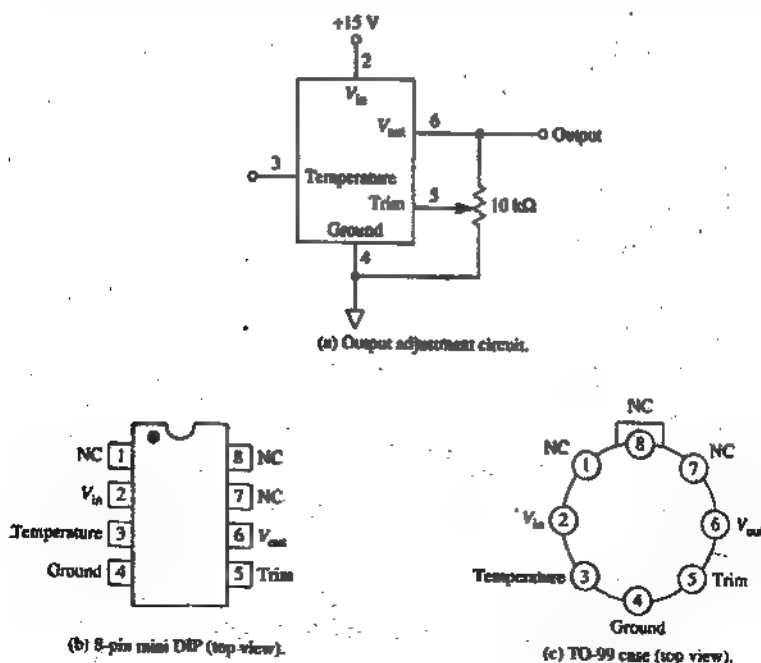 +15 V
2
V_in
V_out
6
Output
3
Temperature
Trim
5
10 kΩ
Ground
4
(a) Output adjustment circuit.
NC 1
8 NC
V_in 2
7 NC
Temperature 3
6 V_out
Ground 4
5 Trim
(b) 8-pin mini DIP (top view).
NC
8
NC
1
NC
7
V_in
2
6
V_out
Temperature
3
5
Trim
4
Ground
(c) TO-99 case (top view).